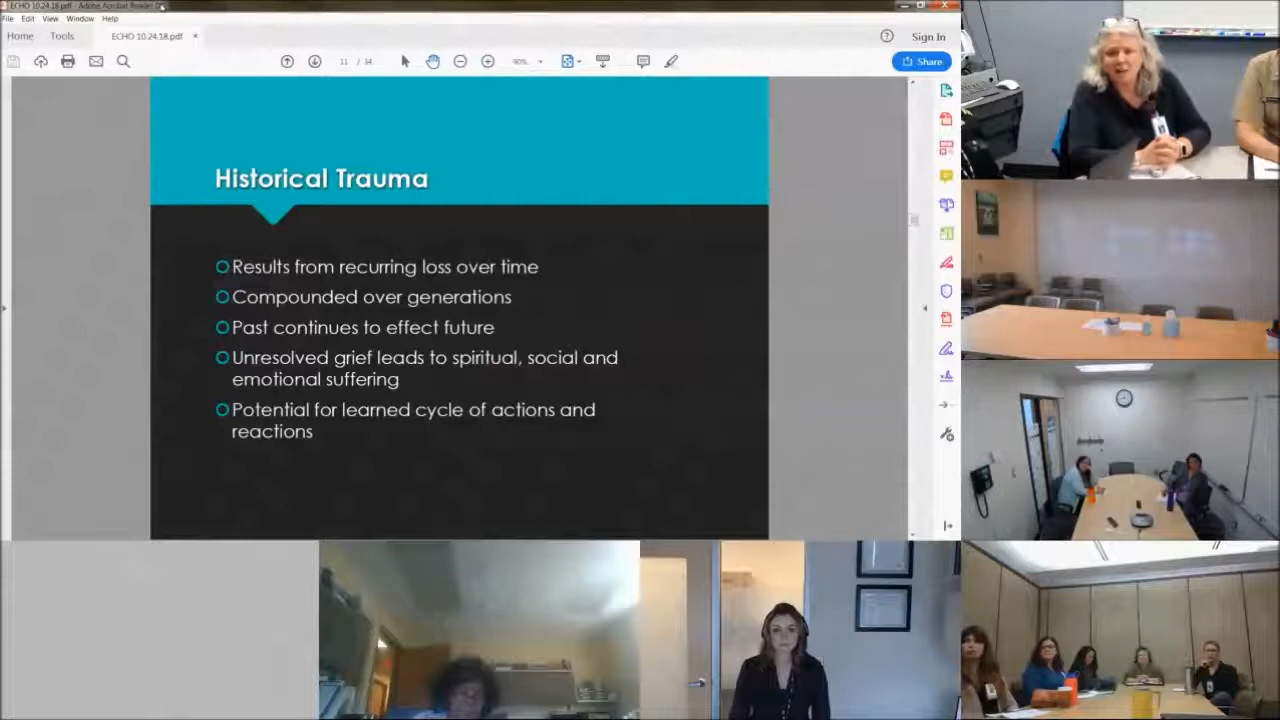 ECHO 10.24.18.pdf - Adobe Acrobat Reader
File Edit View Window Help
Home Tools ECHO 10.24.18.pdf × ? Sign In
11 / 34 90% Share
Historical Trauma
Results from recurring loss over time
Compounded over generations
Past continues to effect future
Unresolved grief leads to spiritual, social and
emotional suffering
Potential for learned cycle of actions and
reactions